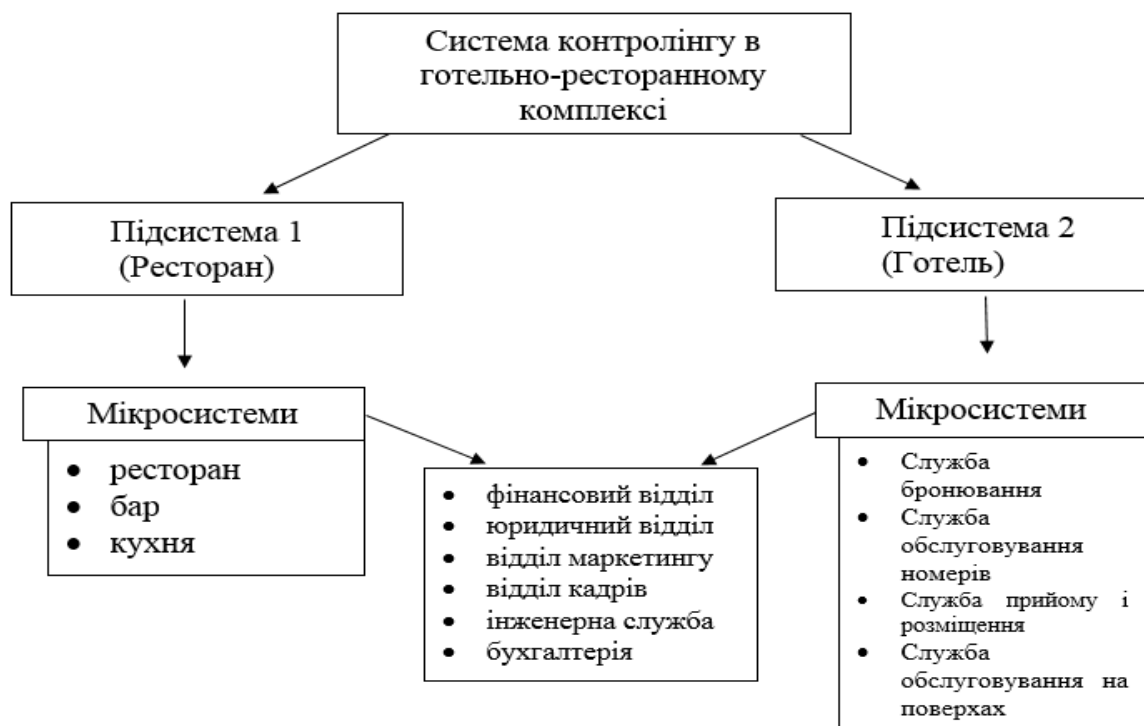 Система контролінгу в
готельно-ресторанному
комплексі
Підсистема 1
(Ресторан)
Підсистема 2
(Готель)
Мікросистеми
• ресторан
• бар
• кухня
• фінансовий відділ
• юридичний відділ
• відділ маркетингу
• відділ кадрів
• інженерна служба
• бухгалтерія
Мікросистеми
• Служба
бронювання
• Служба
обслуговування
номерів
• Служба прийому і
розміщення
• Служба
обслуговування на
поверхах